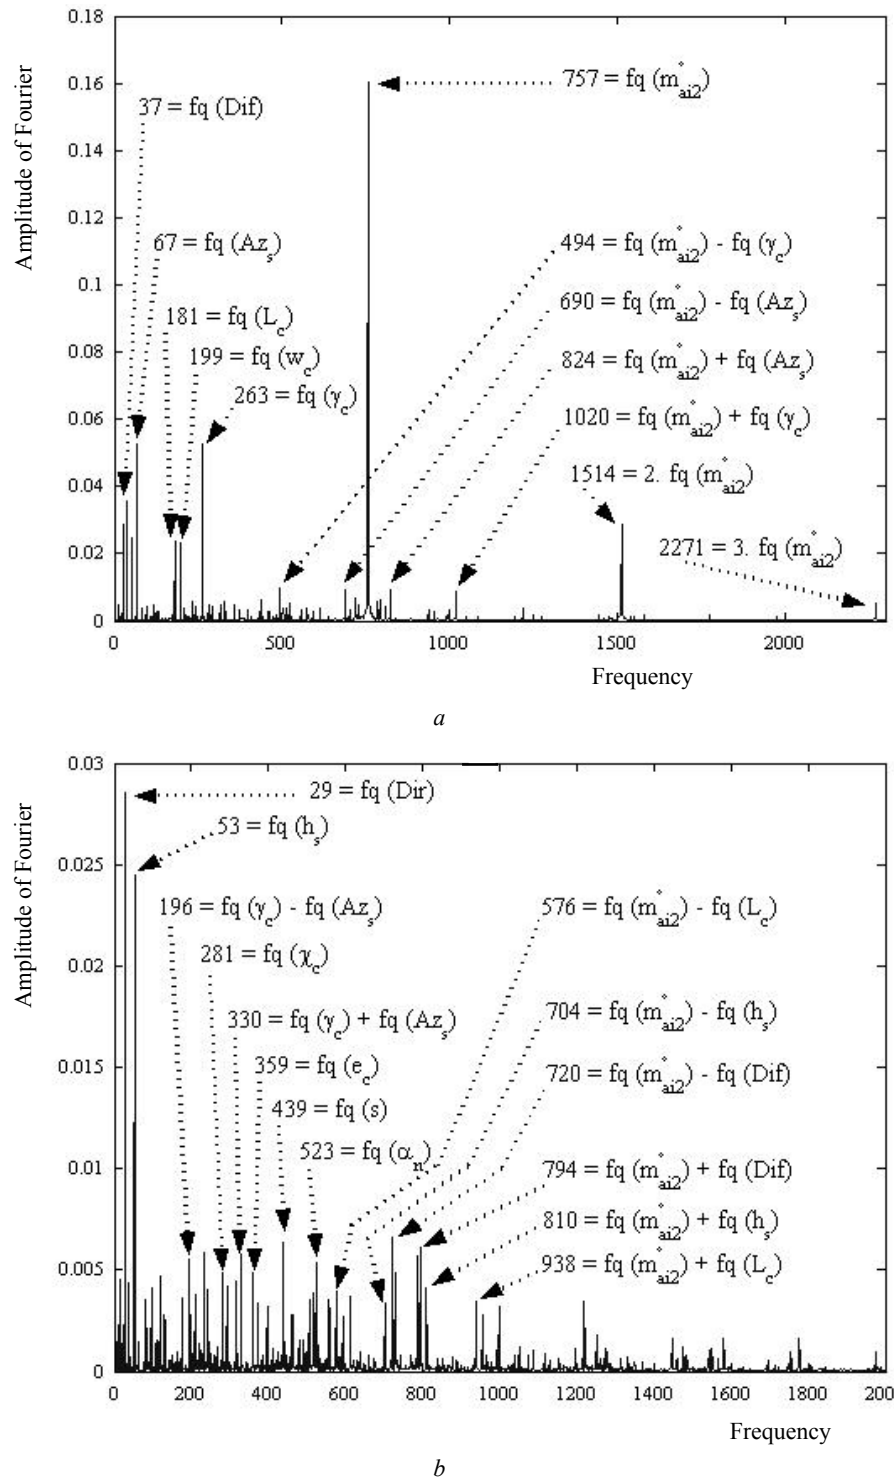 Amplitude of Fourier
0.18
0.16
0.14
0.12
0.1
0.08
0.06
0.04
0.02
0
757 = fq (m°ai2)
37 = fq (Dif)
67 = fq (Azs)
494 = fq (m°ai2) - fq (γc)
690 = fq (m°ai2) - fq (Azs)
181 = fq (Lc)
199 = fq (wc)
824 = fq (m°ai2) + fq (Azs)
263 = fq (γc)
1020 = fq (m°ai2) + fq (γc)
1514 = 2. fq (m°ai2)
2271 = 3. fq (m°ai2)
0 500 1000 1500 2000
Frequency
a
Amplitude of Fourier
0.03
0.025
0.02
0.015
0.01
0.005
0
29 = fq (Dir)
53 = fq (hs)
196 = fq (γc) - fq (Azs)
576 = fq (m°ai2) - fq (Lc)
281 = fq (χc)
330 = fq (γc) + fq (Azs)
704 = fq (m°ai2) - fq (hs)
359 = fq (ec)
720 = fq (m°ai2) - fq (Dif)
439 = fq (s)
523 = fq (αn)
794 = fq (m°ai2) + fq (Dif)
810 = fq (m°ai2) + fq (hs)
938 = fq (m°ai2) + fq (Lc)
0 200 400 600 800 1000 1200 1400 1600 1800 200
Frequency
b